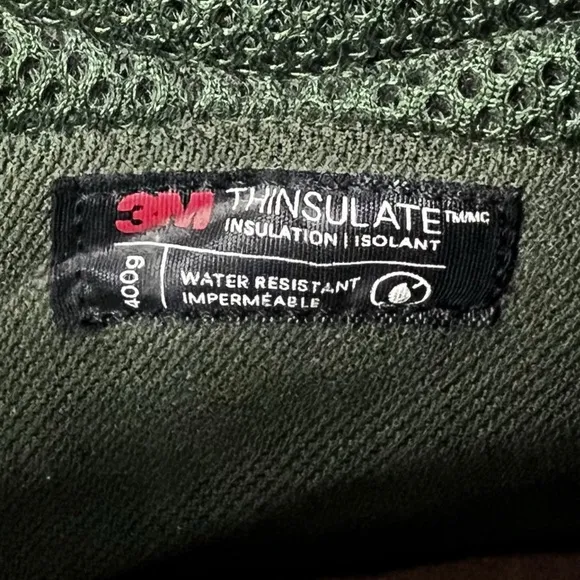 3M THINSULATE™/MC
INSULATION | ISOLANT
400g
WATER RESISTANT
IMPERMÉABLE